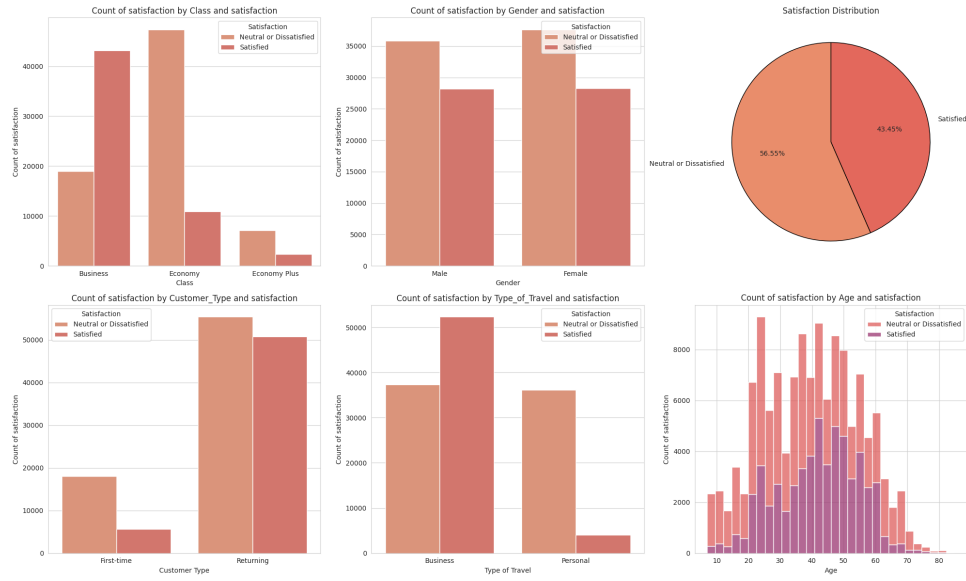 Count of satisfaction by Class and satisfaction
Satisfaction
Neutral or Dissatisfied
Satisfied
Count of satisfaction
40000
30000
20000
10000
0
Business
Economy
Economy Plus
Class
Count of satisfaction by Gender and satisfaction
Satisfaction
Neutral or Dissatisfied
Satisfied
Count of satisfaction
35000
30000
25000
20000
15000
10000
5000
0
Male
Female
Gender
Satisfaction Distribution
Satisfied
43.45%
56.55%
Neutral or Dissatisfied
Count of satisfaction by Customer_Type and satisfaction
Satisfaction
Neutral or Dissatisfied
Satisfied
Count of satisfaction
50000
40000
30000
20000
10000
0
First-time
Returning
Customer Type
Count of satisfaction by Type_of_Travel and satisfaction
Satisfaction
Neutral or Dissatisfied
Satisfied
Count of satisfaction
50000
40000
30000
20000
10000
0
Business
Personal
Type of Travel
Count of satisfaction by Age and satisfaction
Satisfaction
Neutral or Dissatisfied
Satisfied
Count of satisfaction
8000
6000
4000
2000
0
10
20
30
40
50
60
70
80
Age